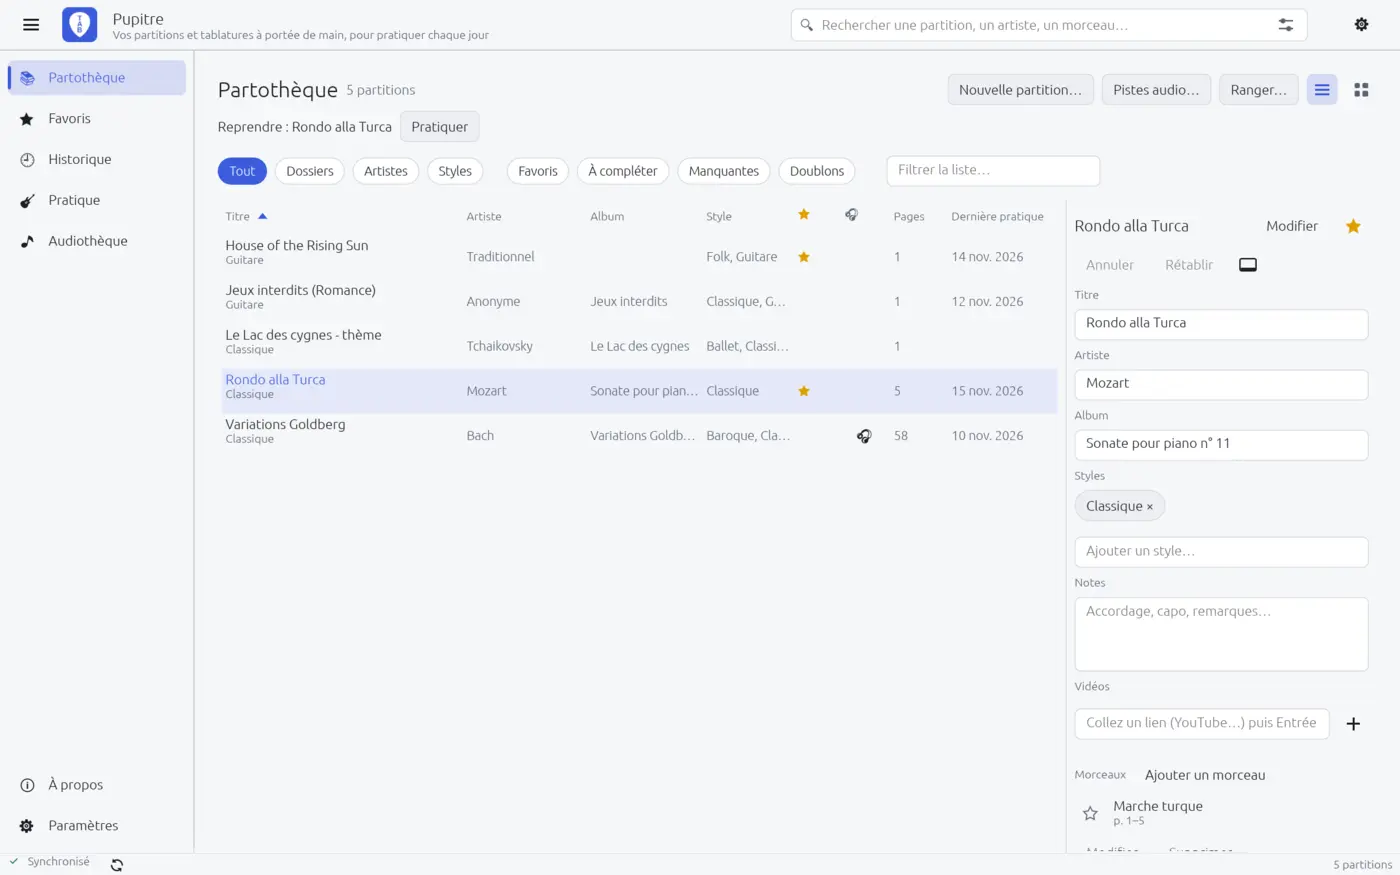 Pupitre
Vos partitions et tablatures à portée de main, pour pratiquer chaque jour
Rechercher une partition, un artiste, un morceau…
Partothèque
Favoris
Historique
Pratique
Audiothèque
À propos
Paramètres
Partothèque 5 partitions
Nouvelle partition… Pistes audio… Ranger…
Reprendre : Rondo alla Turca Pratiquer
Tout Dossiers Artistes Styles Favoris À compléter Manquantes Doublons Filtrer la liste…
Titre Artiste Album Style Pages Dernière pratique
House of the Rising Sun
Guitare
Traditionnel Folk, Guitare 1 14 nov. 2026
Jeux interdits (Romance)
Guitare
Anonyme Jeux interdits Classique, G… 1 12 nov. 2026
Le Lac des cygnes - thème
Classique
Tchaikovsky Le Lac des cygnes Ballet, Classi… 1
Rondo alla Turca
Classique
Mozart Sonate pour pian… Classique 5 15 nov. 2026
Variations Goldberg
Classique
Bach Variations Goldb… Baroque, Cla… 58 10 nov. 2026
Rondo alla Turca Modifier
Annuler Rétablir
Titre
Rondo alla Turca
Artiste
Mozart
Album
Sonate pour piano n° 11
Styles
Classique ×
Ajouter un style…
Notes
Accordage, capo, remarques…
Vidéos
Collez un lien (YouTube…) puis Entrée
Morceaux Ajouter un morceau
Marche turque
p. 1–5
Synchronisé
5 partitions